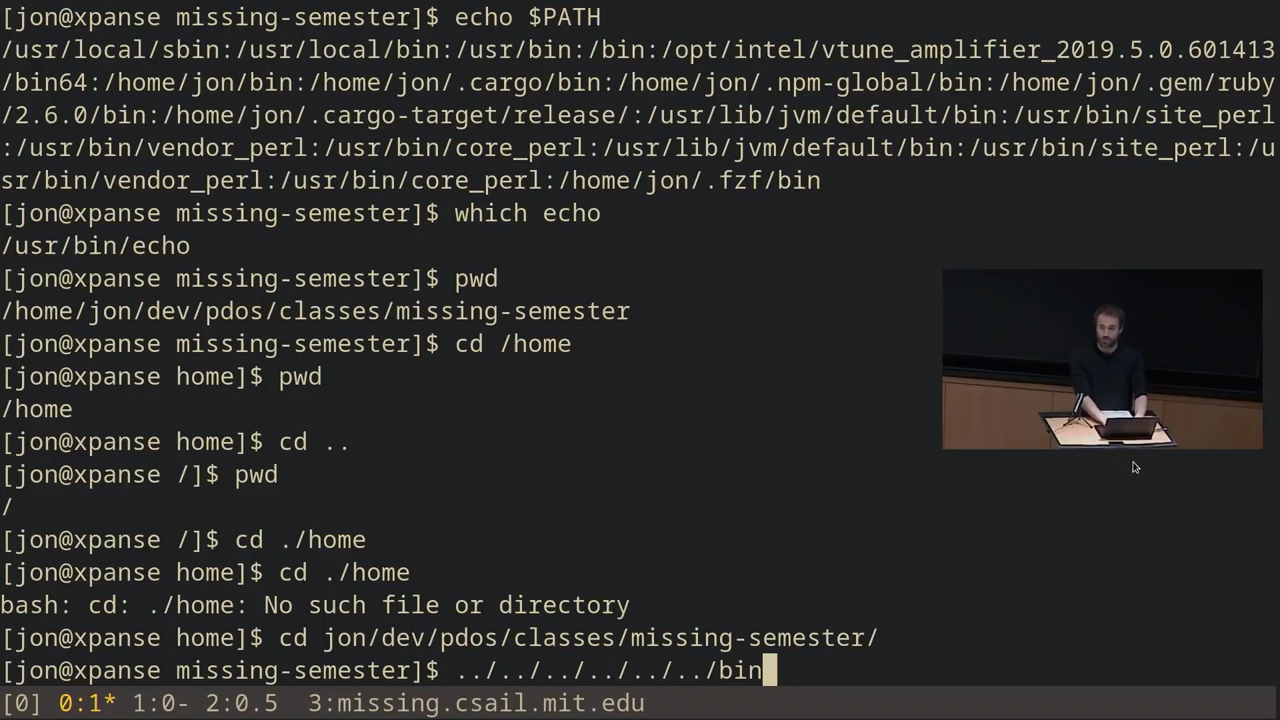 [jon@xpanse missing-semester]$ echo $PATH
/usr/local/sbin:/usr/local/bin:/usr/bin:/bin:/opt/intel/vtune_amplifier_2019.5.0.601413
/bin64:/home/jon/bin:/home/jon/.cargo/bin:/home/jon/.npm-global/bin:/home/jon/.gem/ruby
/2.6.0/bin:/home/jon/.cargo-target/release/:/usr/lib/jvm/default/bin:/usr/bin/site_perl
:/usr/bin/vendor_perl:/usr/bin/core_perl:/usr/lib/jvm/default/bin:/usr/bin/site_perl:/u
sr/bin/vendor_perl:/usr/bin/core_perl:/home/jon/.fzf/bin
[jon@xpanse missing-semester]$ which echo
/usr/bin/echo
[jon@xpanse missing-semester]$ pwd
/home/jon/dev/pdos/classes/missing-semester
[jon@xpanse missing-semester]$ cd /home
[jon@xpanse home]$ pwd
/home
[jon@xpanse home]$ cd ..
[jon@xpanse /]$ pwd
/
[jon@xpanse /]$ cd ./home
[jon@xpanse home]$ cd ./home
bash: cd: ./home: No such file or directory
[jon@xpanse home]$ cd jon/dev/pdos/classes/missing-semester/
[jon@xpanse missing-semester]$ ../../../../../../bin
[0] 0:1* 1:0- 2:0.5  3:missing.csail.mit.edu